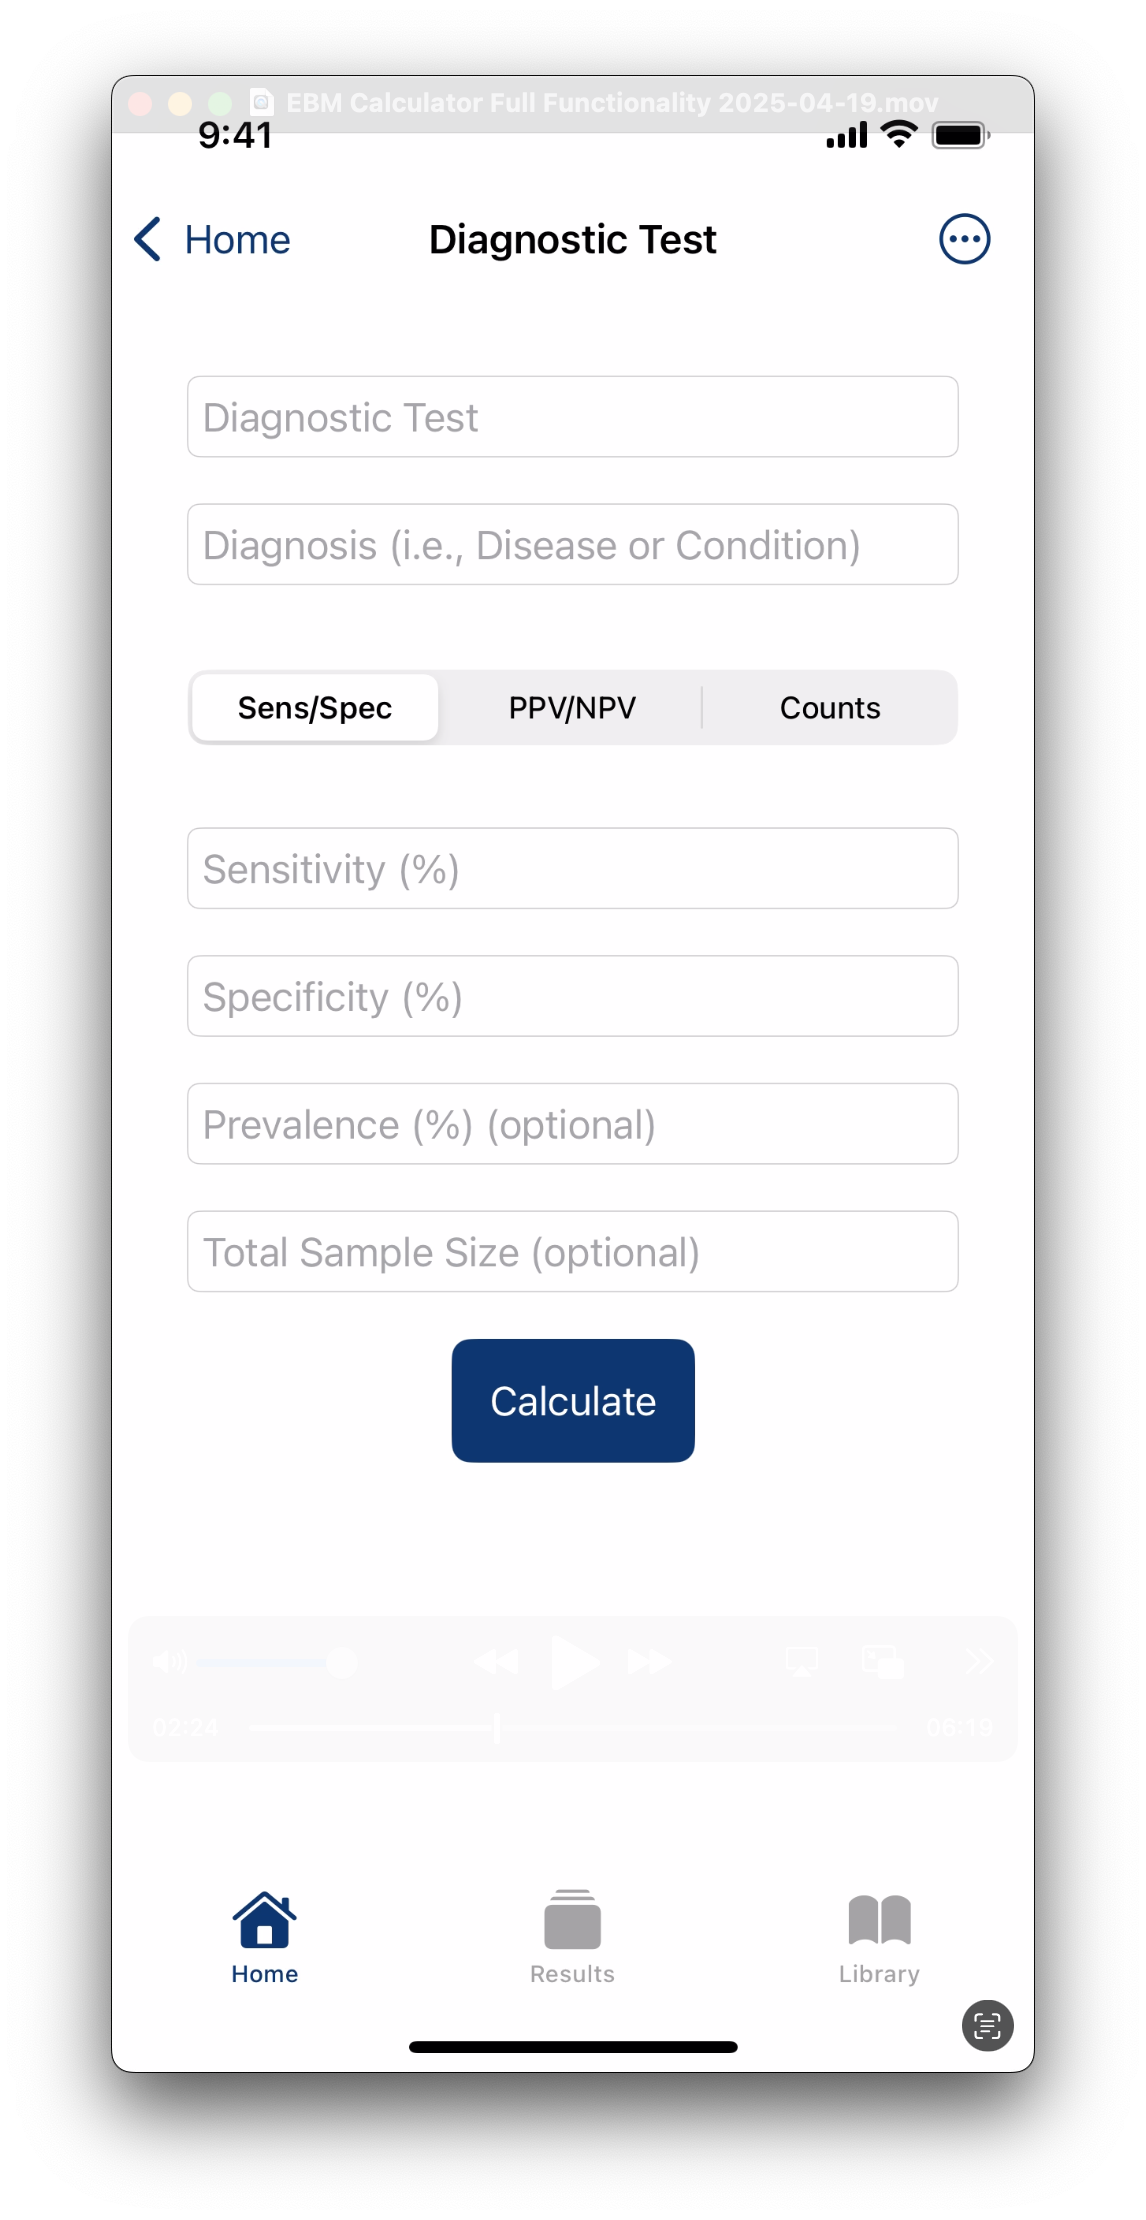 EBM Calculator Full Functionality 2025-04-19.mov
9:41
Home Diagnostic Test
Diagnostic Test
Diagnosis (i.e., Disease or Condition)
Sens/Spec PPV/NPV Counts
Sensitivity (%)
Specificity (%)
Prevalence (%) (optional)
Total Sample Size (optional)
Calculate
02:24 06:19
Home Results Library